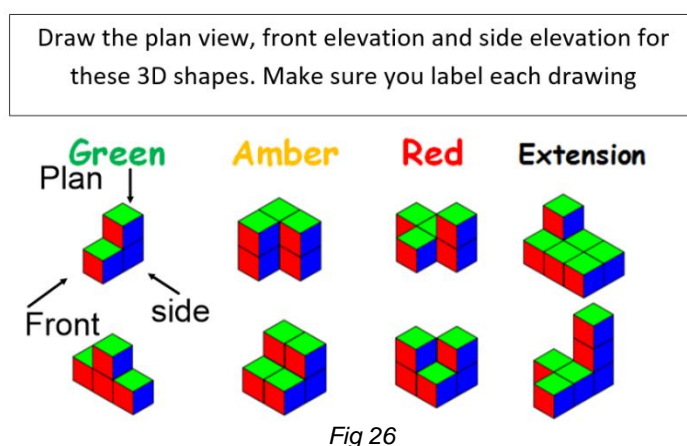 Draw the plan view, front elevation and side elevation for
these 3D shapes. Make sure you label each drawing
Green Amber Red Extension
Plan
Front side
Fig 26